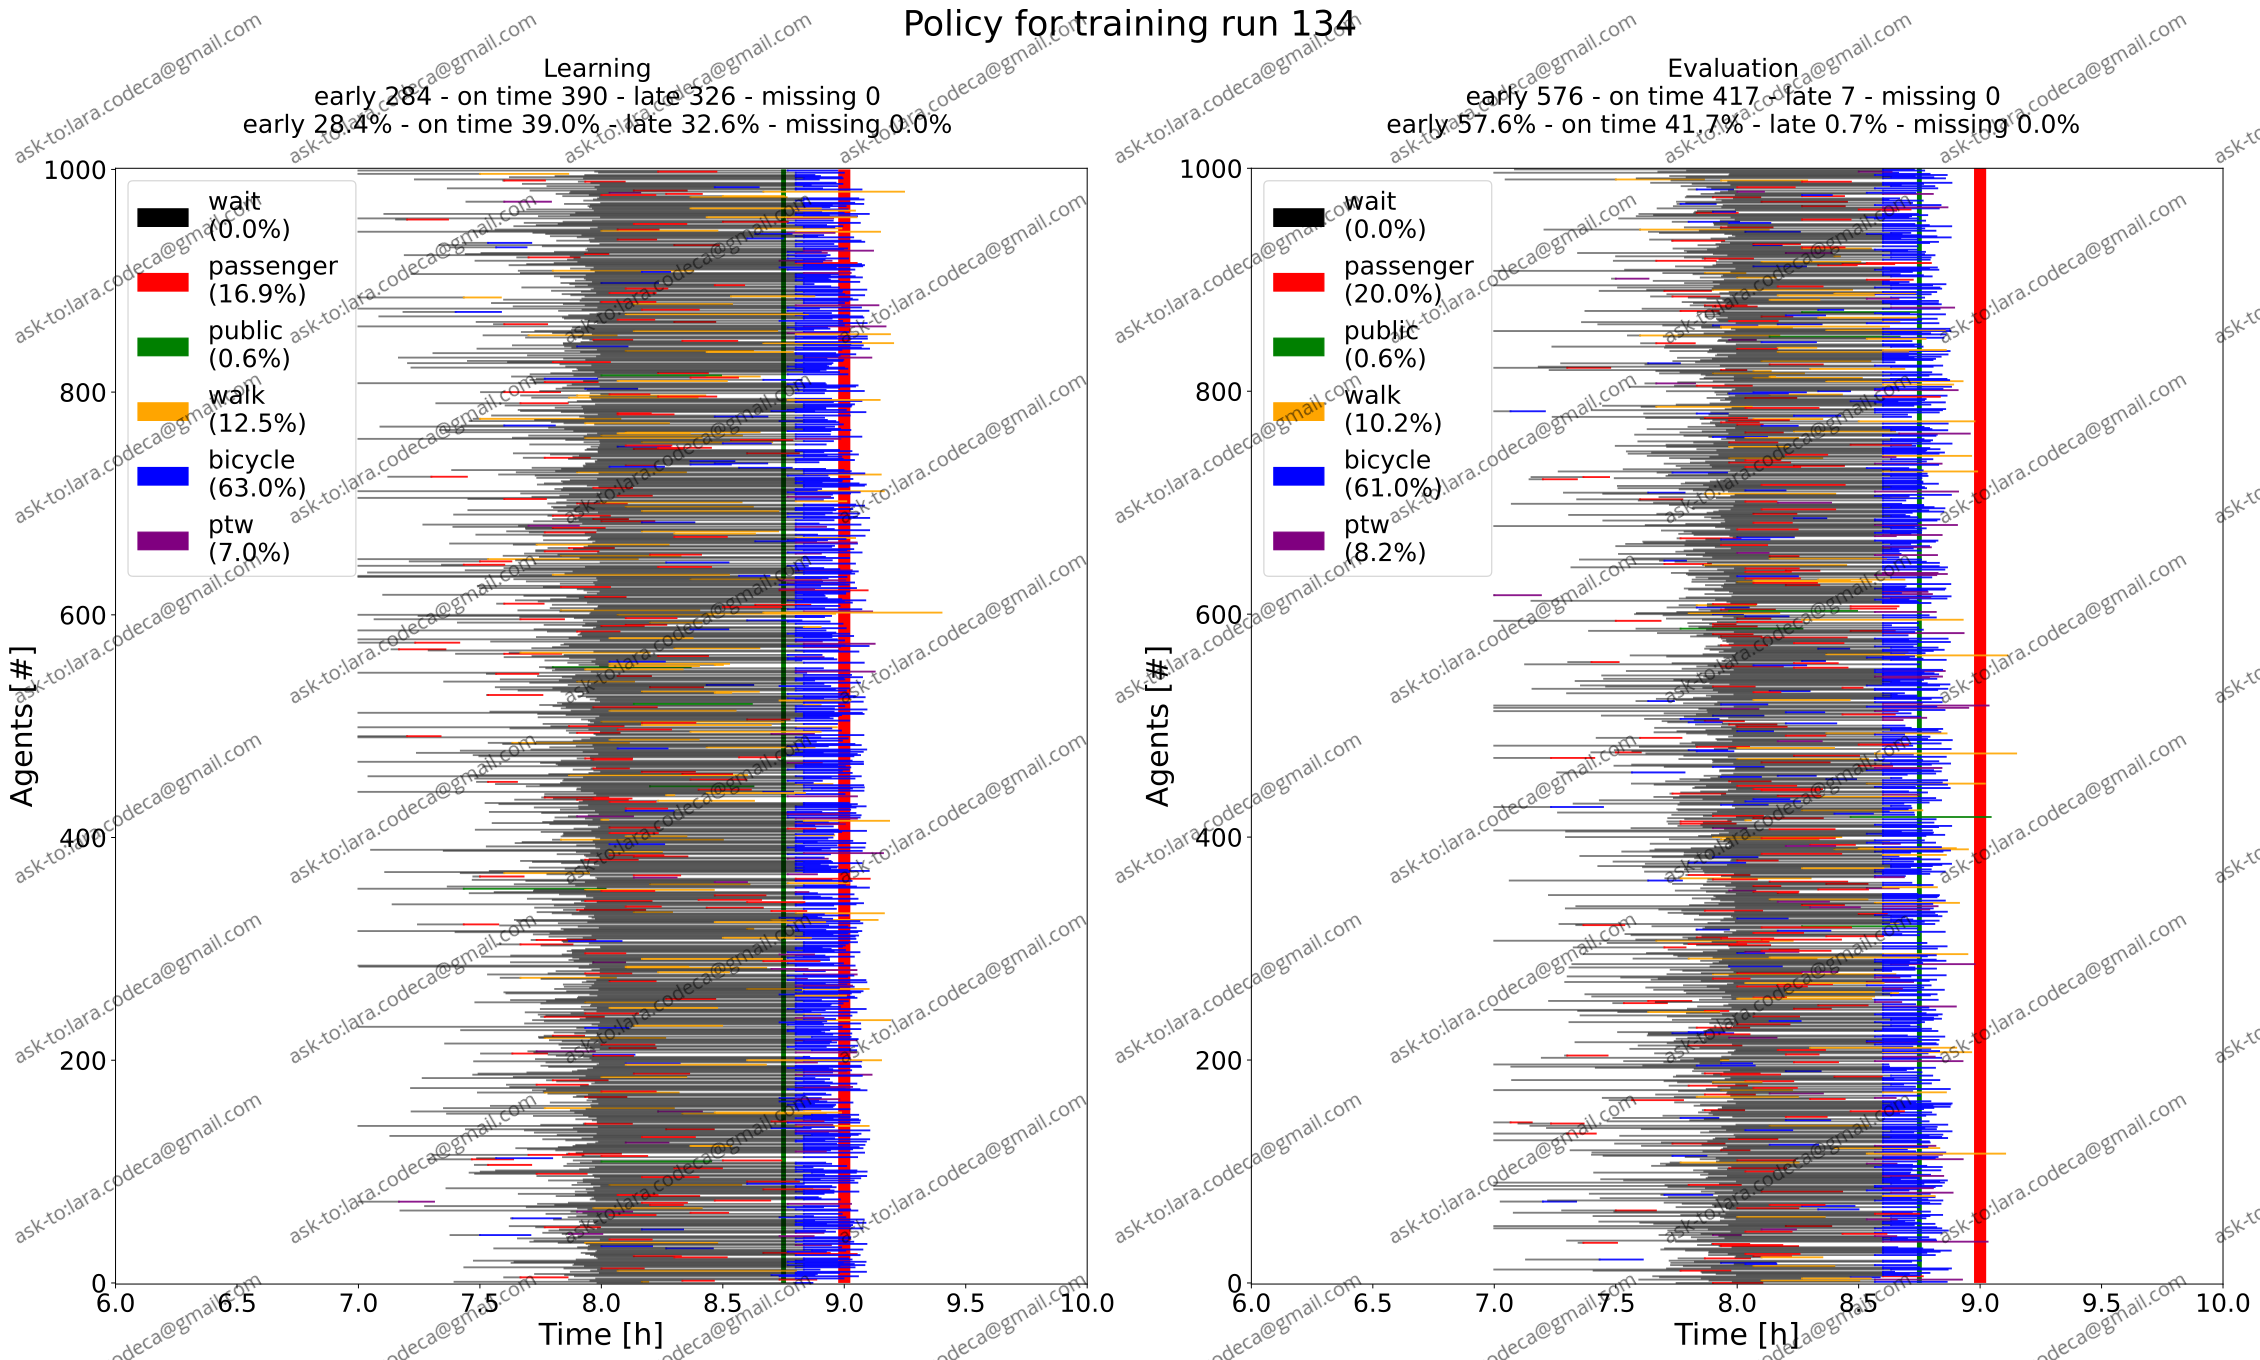 Policy for training run 134
Learning
early 284 - on time 390 - late 326 - missing 0
early 28.4% - on time 39.0% - late 32.6% - missing 0.0%
1000
800
600
400
200
0
Agents [#]
wait
(0.0%)
passenger
(16.9%)
public
(0.6%)
walk
(12.5%)
bicycle
(63.0%)
ptw
(7.0%)
6.0 6.5 7.0 7.5 8.0 8.5 9.0 9.5 10.0
Time [h]
Evaluation
early 576 - on time 417 - late 7 - missing 0
early 57.6% - on time 41.7% - late 0.7% - missing 0.0%
1000
800
600
400
200
0
Agents [#]
wait
(0.0%)
passenger
(20.0%)
public
(0.6%)
walk
(10.2%)
bicycle
(61.0%)
ptw
(8.2%)
6.0 6.5 7.0 7.5 8.0 8.5 9.0 9.5 10.0
Time [h]
ask-to:lara.codeca@gmail.com